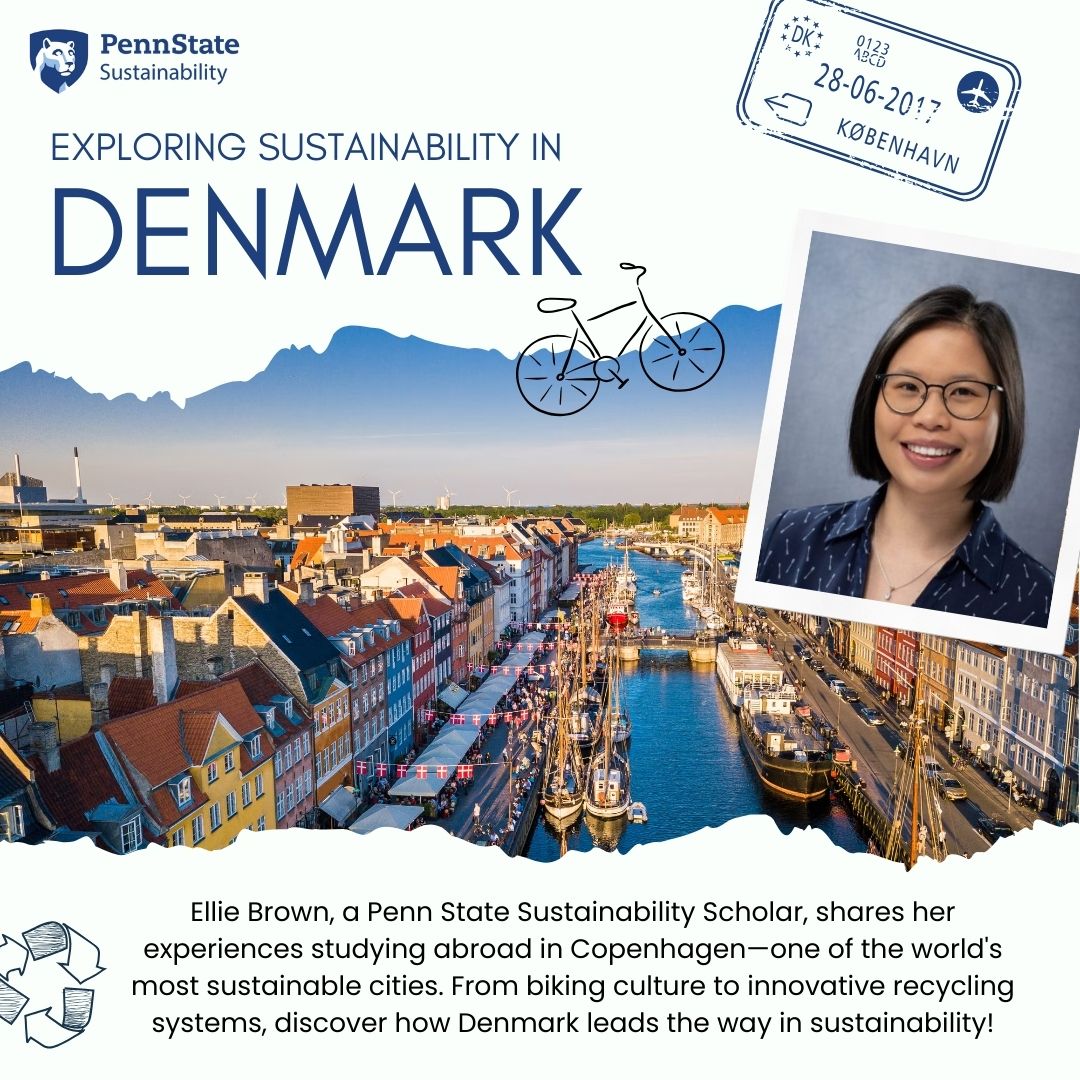 PennState
Sustainability
EXPLORING SUSTAINABILITY IN
DENMARK
DK
0123
ABCD
28-06-2017
KØBENHAVN
Ellie Brown, a Penn State Sustainability Scholar, shares her
experiences studying abroad in Copenhagen—one of the world's
most sustainable cities. From biking culture to innovative recycling
systems, discover how Denmark leads the way in sustainability!